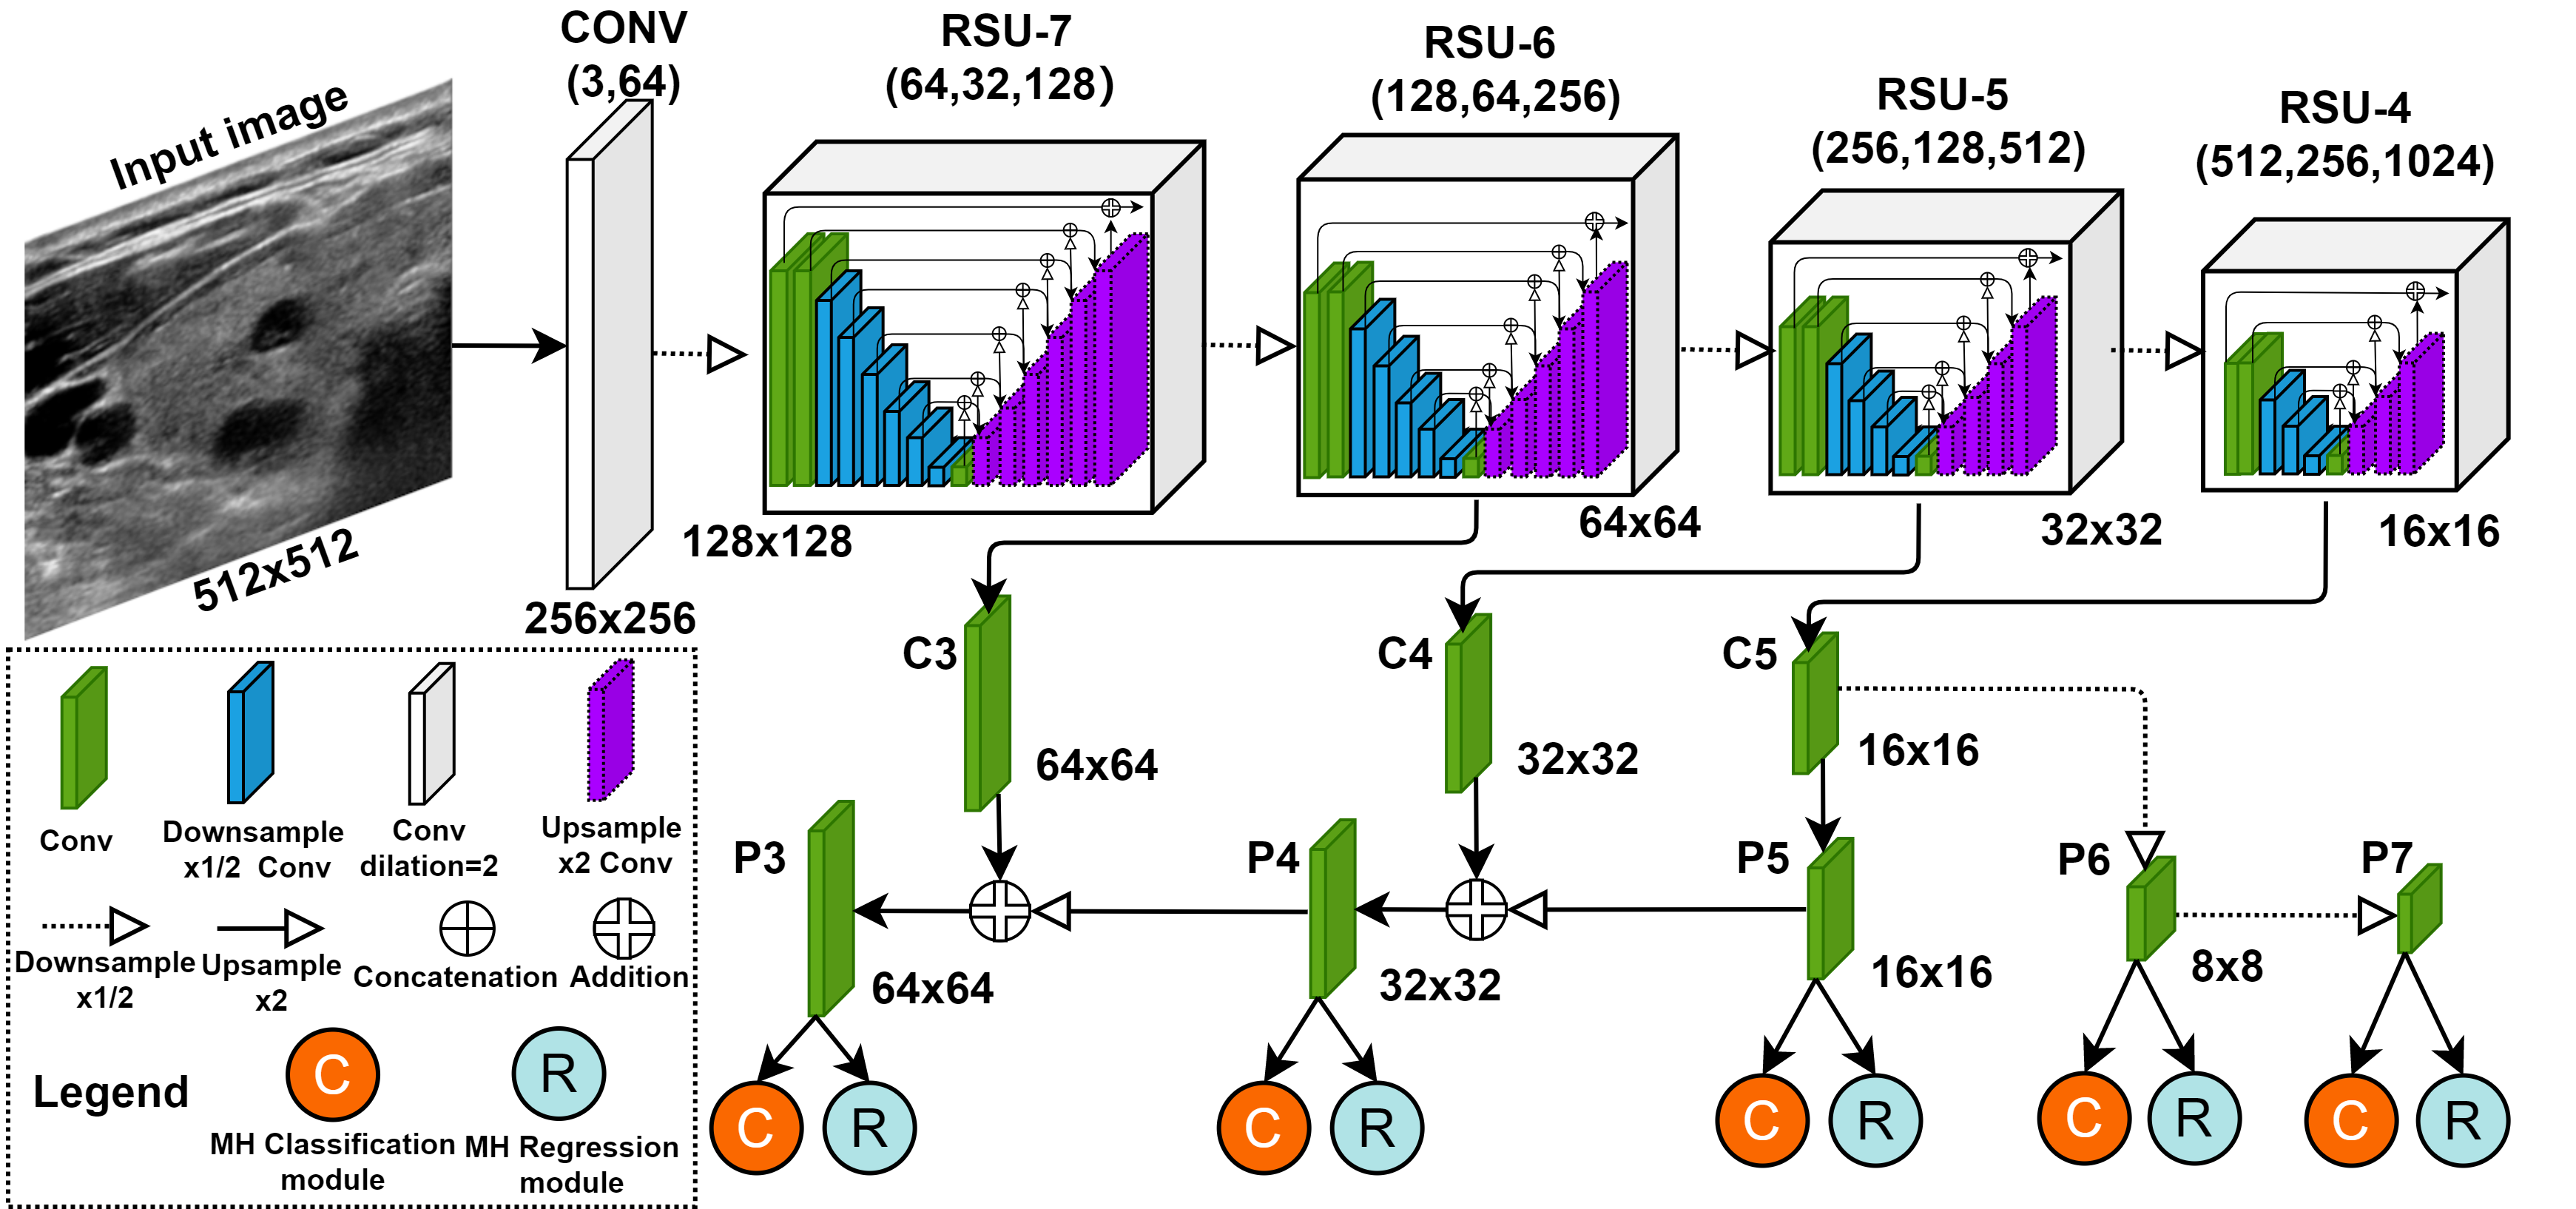 Input image
512x512
CONV
(3,64)
256x256
RSU-7
(64,32,128)
128x128
RSU-6
(128,64,256)
64x64
RSU-5
(256,128,512)
32x32
RSU-4
(512,256,1024)
16x16
C3
64x64
C4
32x32
C5
16x16
P3
64x64
P4
32x32
P5
16x16
P6
8x8
P7
C
R
C
R
C
R
C
R
C
R
Conv
Downsample
x1/2 Conv
Conv
dilation=2
Upsample
x2 Conv
Downsample
x1/2
Upsample
x2
Concatenation
Addition
Legend
C
MH Classification
module
R
MH Regression
module